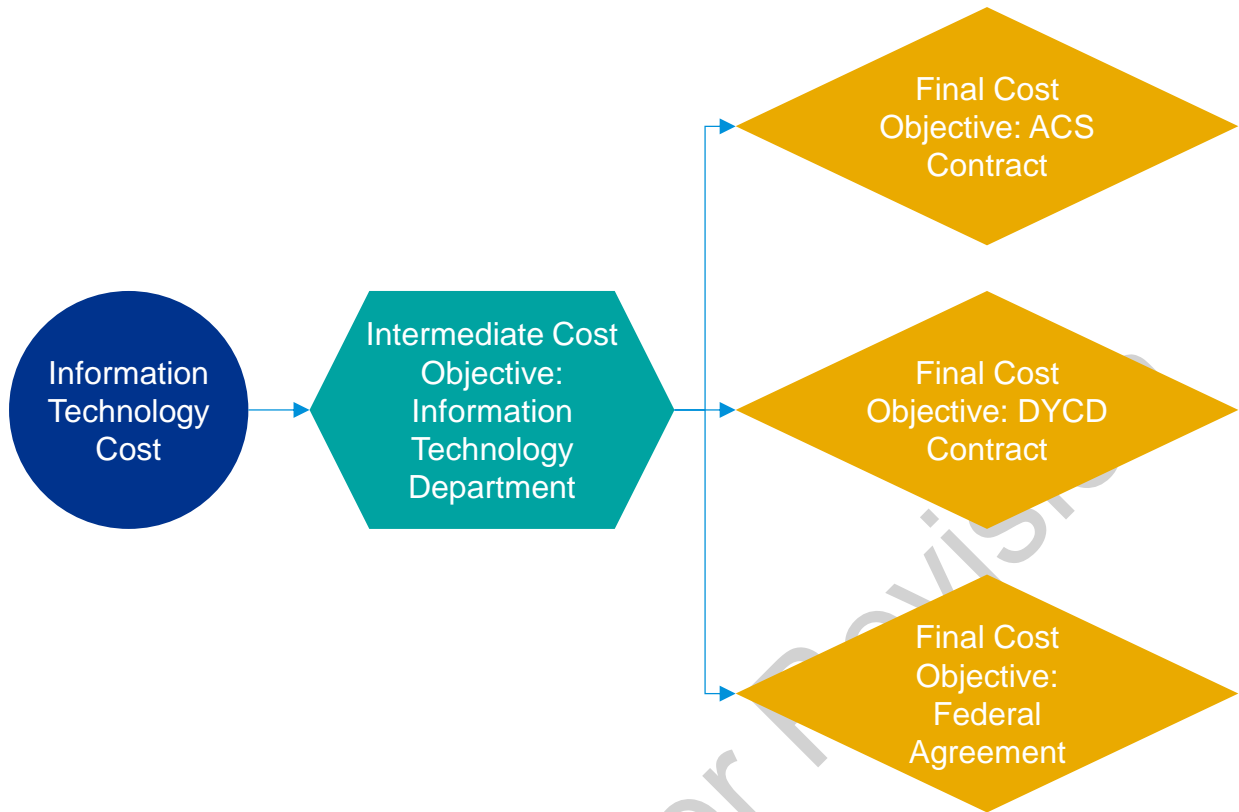 Information
Technology
Cost
Intermediate Cost
Objective:
Information
Technology
Department
Final Cost
Objective: ACS
Contract
Final Cost
Objective: DYCD
Contract
Final Cost
Objective:
Federal
Agreement